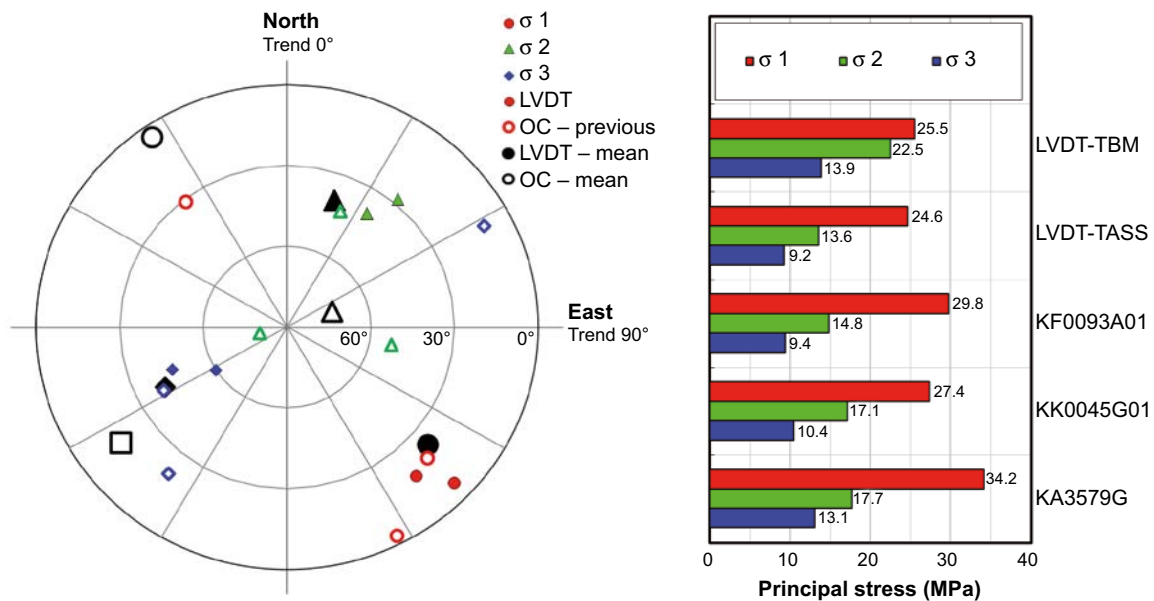 North
Trend 0°
σ 1
σ 2
σ 3
LVDT
OC – previous
LVDT – mean
OC – mean
East
Trend 90°
60° 30° 0°
σ 1 σ 2 σ 3
25.5
22.5
13.9
LVDT-TBM
24.6
13.6
9.2
LVDT-TASS
29.8
14.8
9.4
KF0093A01
27.4
17.1
10.4
KK0045G01
34.2
17.7
13.1
KA3579G
0 10 20 30 40
Principal stress (MPa)